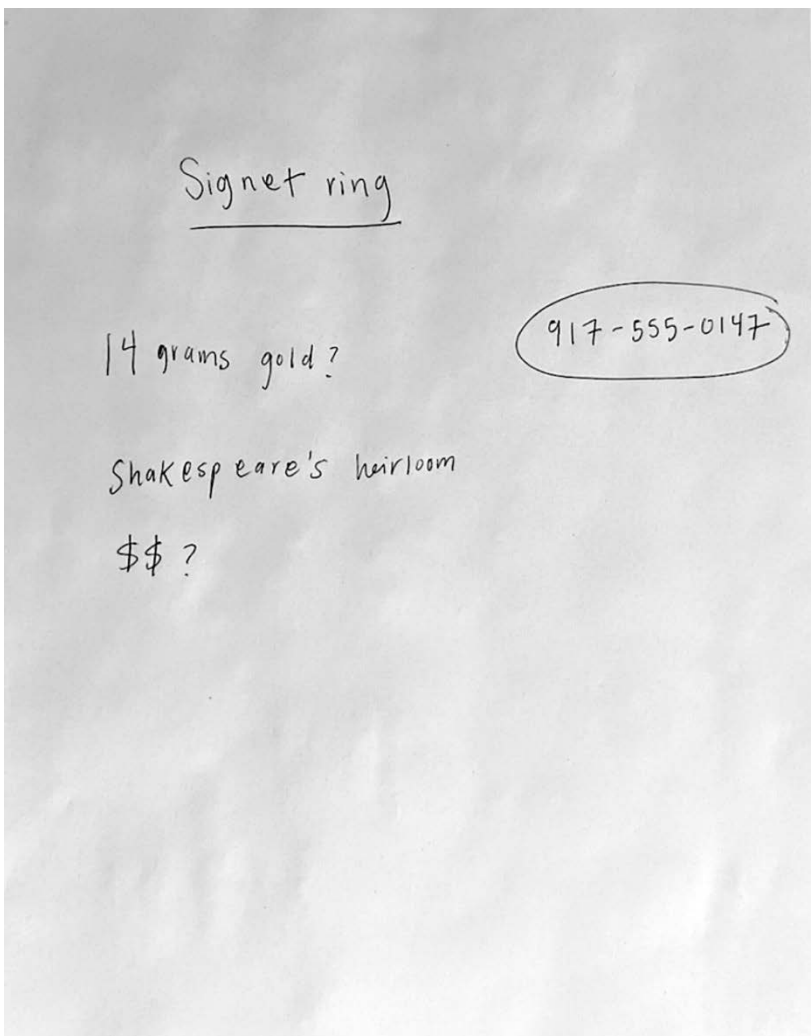 Signet ring
14 grams gold?
917-555-0147
Shakespeare's heirloom
$$ ?